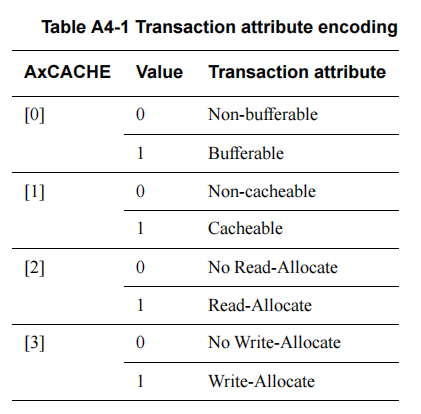 Table A4-1 Transaction attribute encoding
AxCACHE Value Transaction attribute
[0] 0 Non-bufferable
1 Bufferable
[1] 0 Non-cacheable
1 Cacheable
[2] 0 No Read-Allocate
1 Read-Allocate
[3] 0 No Write-Allocate
1 Write-Allocate